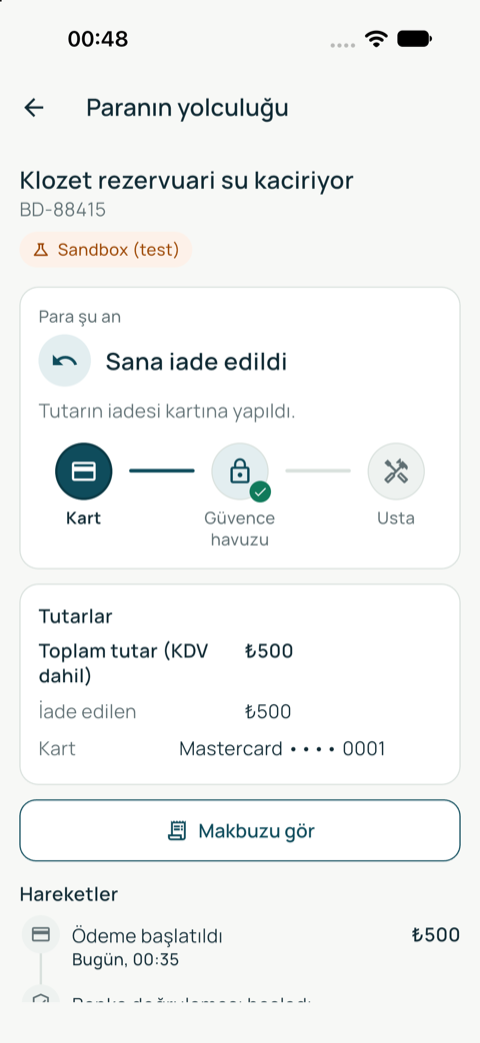 00:48
Paranın yolculuğu
Klozet rezervuari su kaciriyor
BD-88415
Sandbox (test)
Para şu an
Sana iade edildi
Tutarın iadesi kartına yapıldı.
Kart
Güvence havuzu
Usta
Tutarlar
Toplam tutar (KDV dahil) ₺500
İade edilen ₺500
Kart Mastercard •••• 0001
Makbuzu gör
Hareketler
Ödeme başlatıldı ₺500
Bugün, 00:35